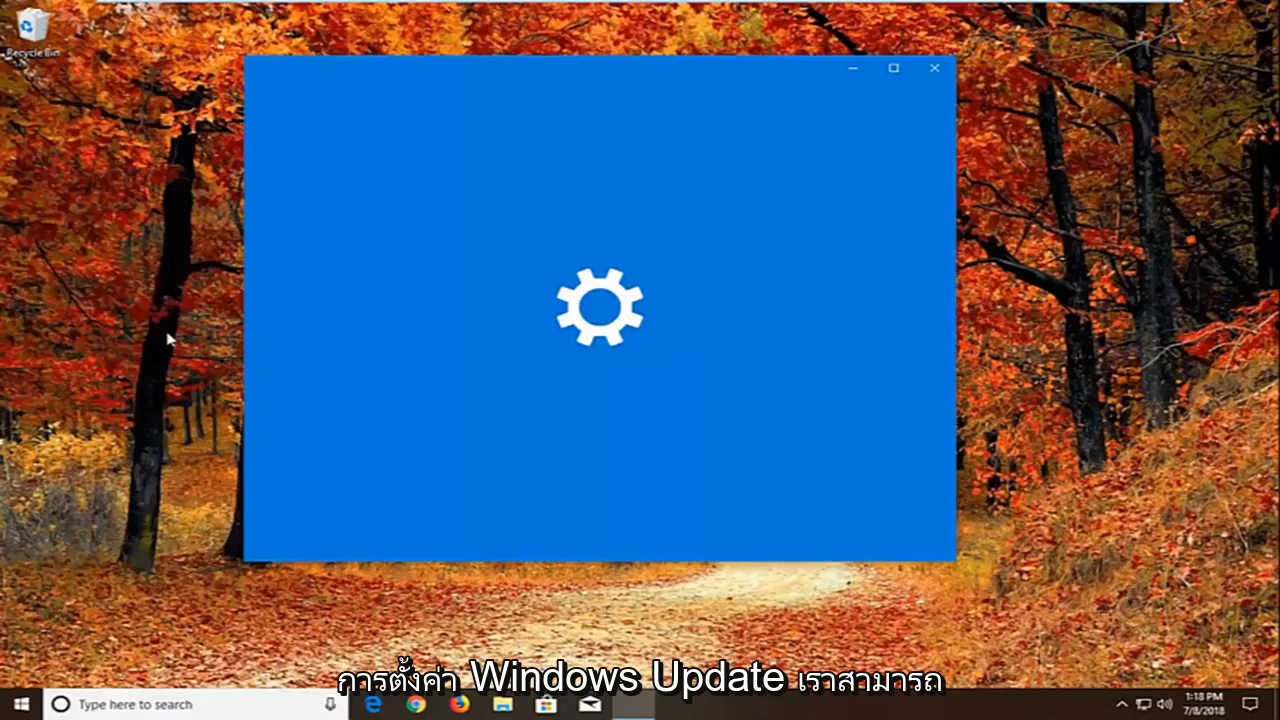 Recycle Bin
การตั้งค่า Windows Update เราสามารถ
Type here to search
1:18 PM
7/8/2018